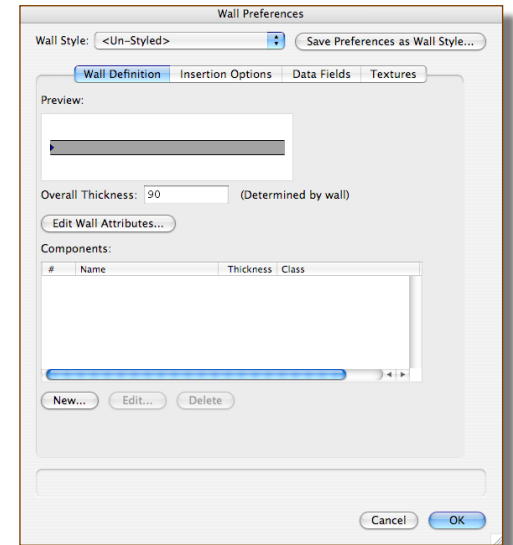 Wall Preferences
Wall Style: <Un-Styled> Save Preferences as Wall Style...
Wall Definition Insertion Options Data Fields Textures
Preview:
Overall Thickness: 90 (Determined by wall)
Edit Wall Attributes...
Components:
# Name Thickness Class
New... Edit... Delete
Cancel OK